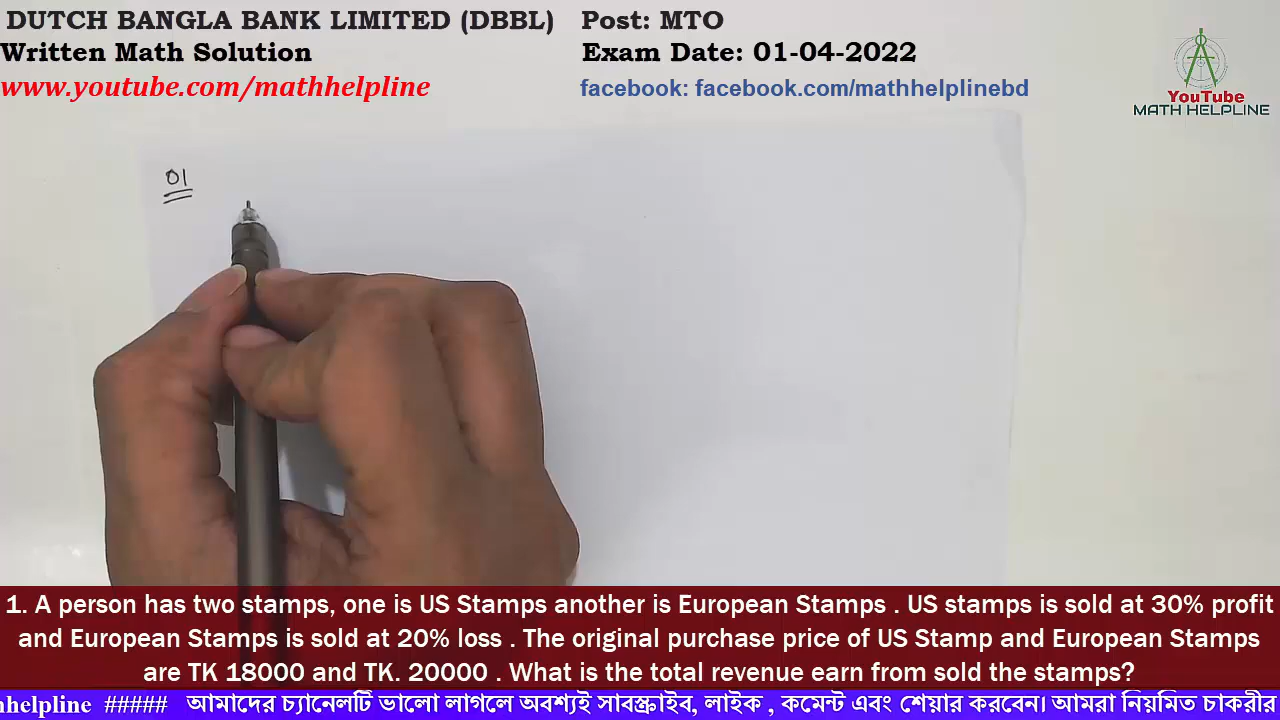 DUTCH BANGLA BANK LIMITED (DBBL) Post: MTO
Written Math Solution Exam Date: 01-04-2022
www.youtube.com/mathhelpline facebook: facebook.com/mathhelplinebd
YouTube
MATH HELPLINE
01
1. A person has two stamps, one is US Stamps another is European Stamps . US stamps is sold at 30% profit
and European Stamps is sold at 20% loss . The original purchase price of US Stamp and European Stamps
are TK 18000 and TK. 20000 . What is the total revenue earn from sold the stamps?
hhelpline ##### আমাদের চ্যানেলটি ভালো লাগলে অবশ্যই সাবস্ক্রাইব, লাইক , কমেন্ট এবং শেয়ার করবেন। আমরা নিয়মিত চাকরীর